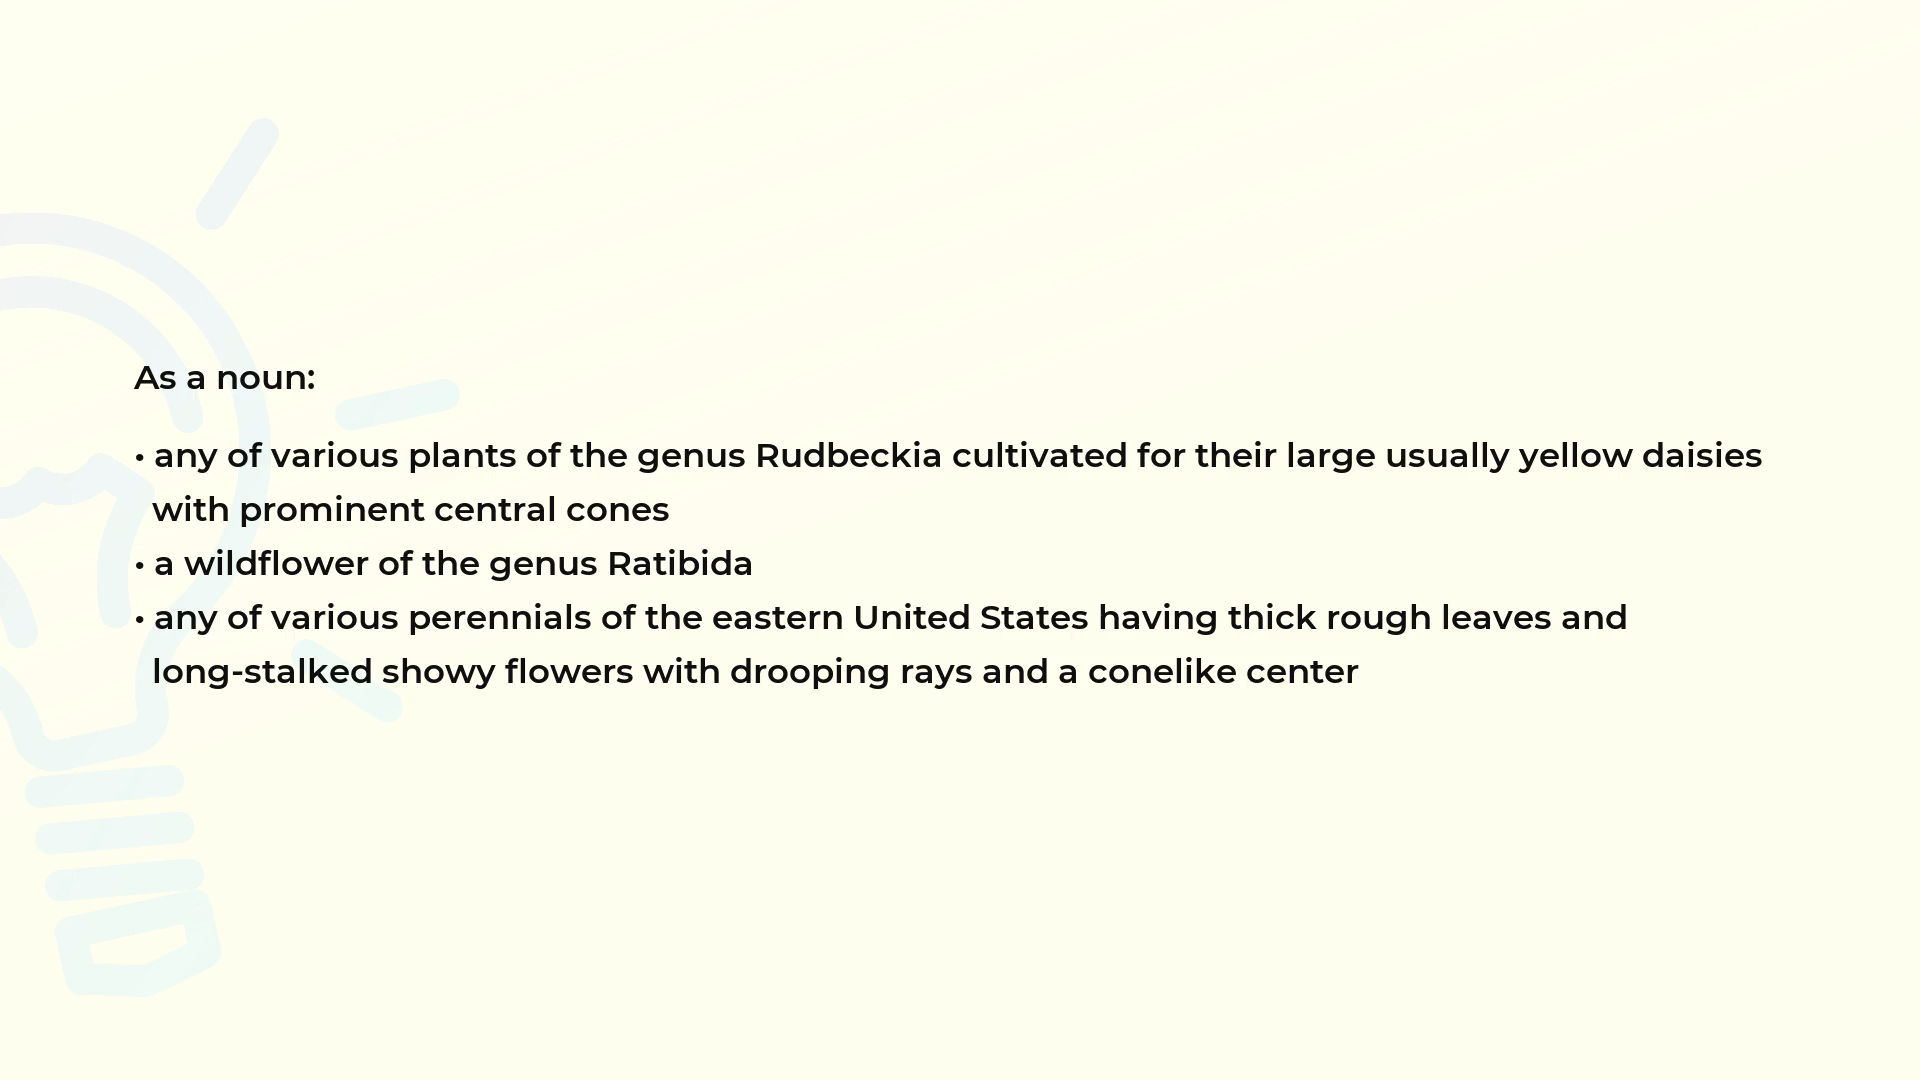 As a noun:
• any of various plants of the genus Rudbeckia cultivated for their large usually yellow daisies
with prominent central cones
• a wildflower of the genus Ratibida
• any of various perennials of the eastern United States having thick rough leaves and
long-stalked showy flowers with drooping rays and a conelike center